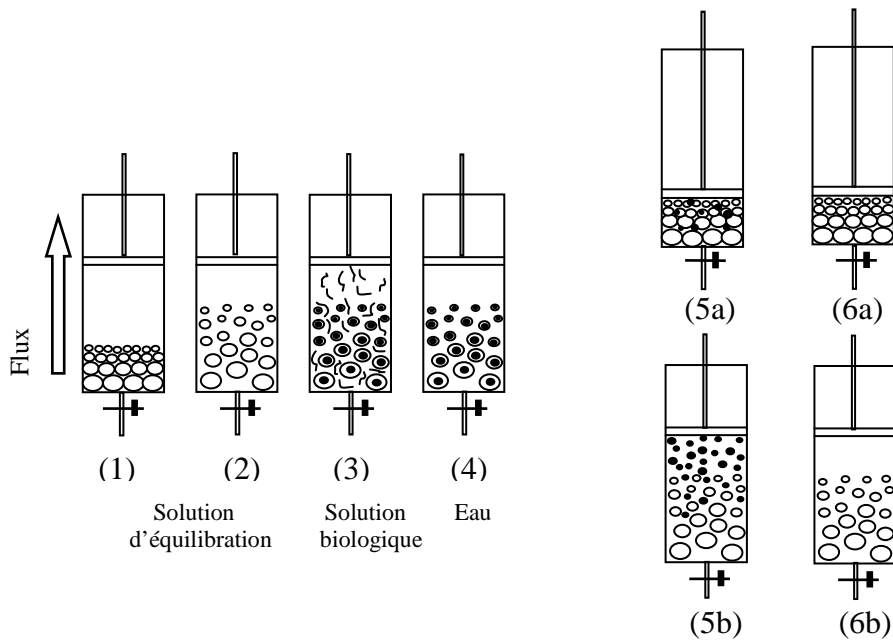 Flux
(1)
(2)
(3)
(4)
Solution
d'équilibration
Solution
biologique
Eau
(5a)
(6a)
(5b)
(6b)